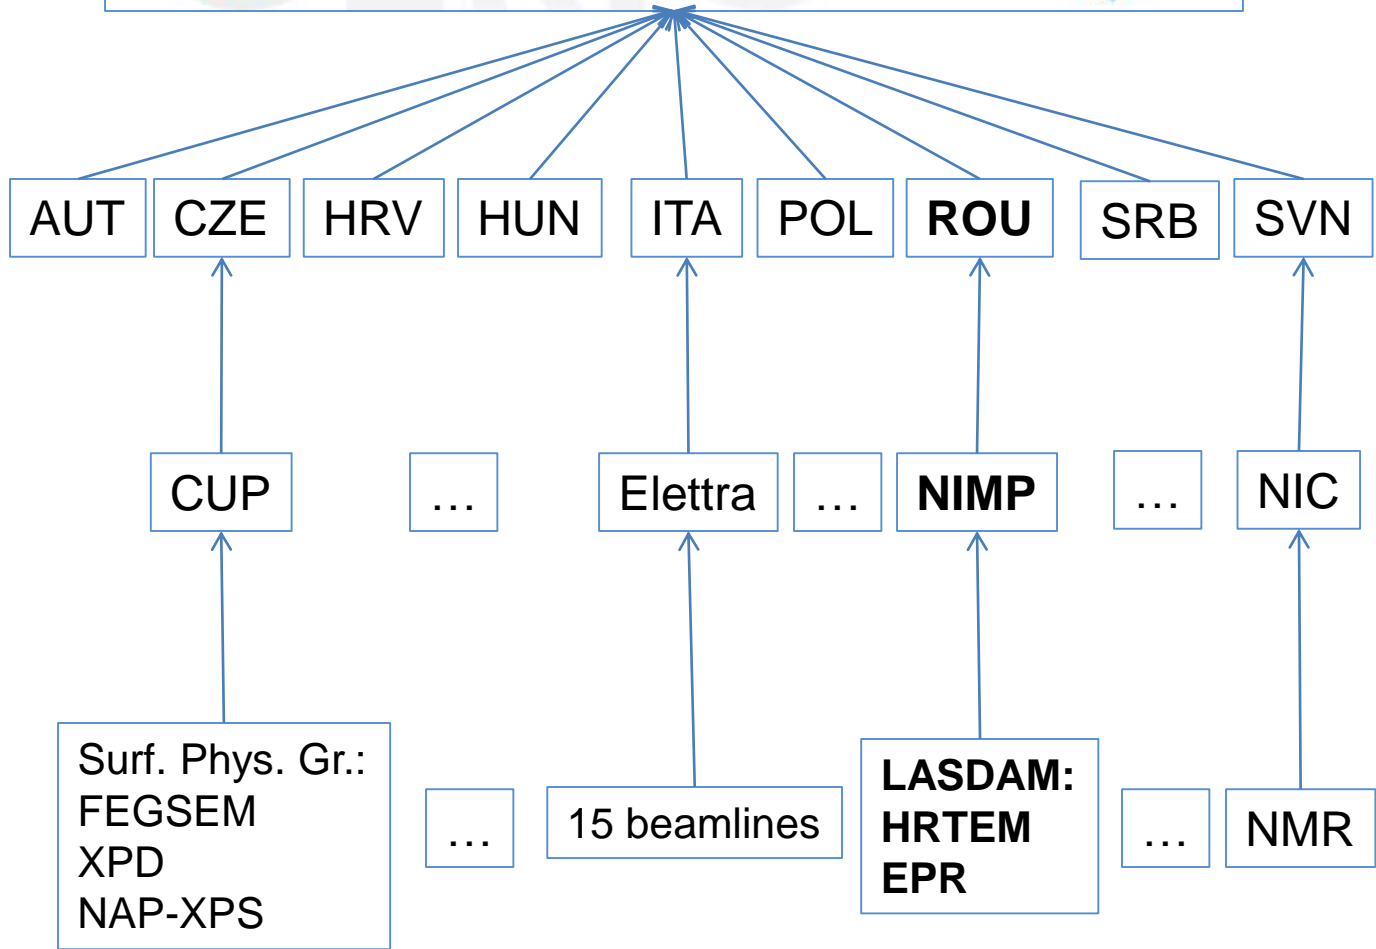 AUT CZE HRV HUN ITA POL ROU SRB SVN
CUP … Elettra … NIMP … NIC
Surf. Phys. Gr.:
FEGSEM
XPD
NAP-XPS
…
15 beamlines
LASDAM:
HRTEM
EPR
…
NMR